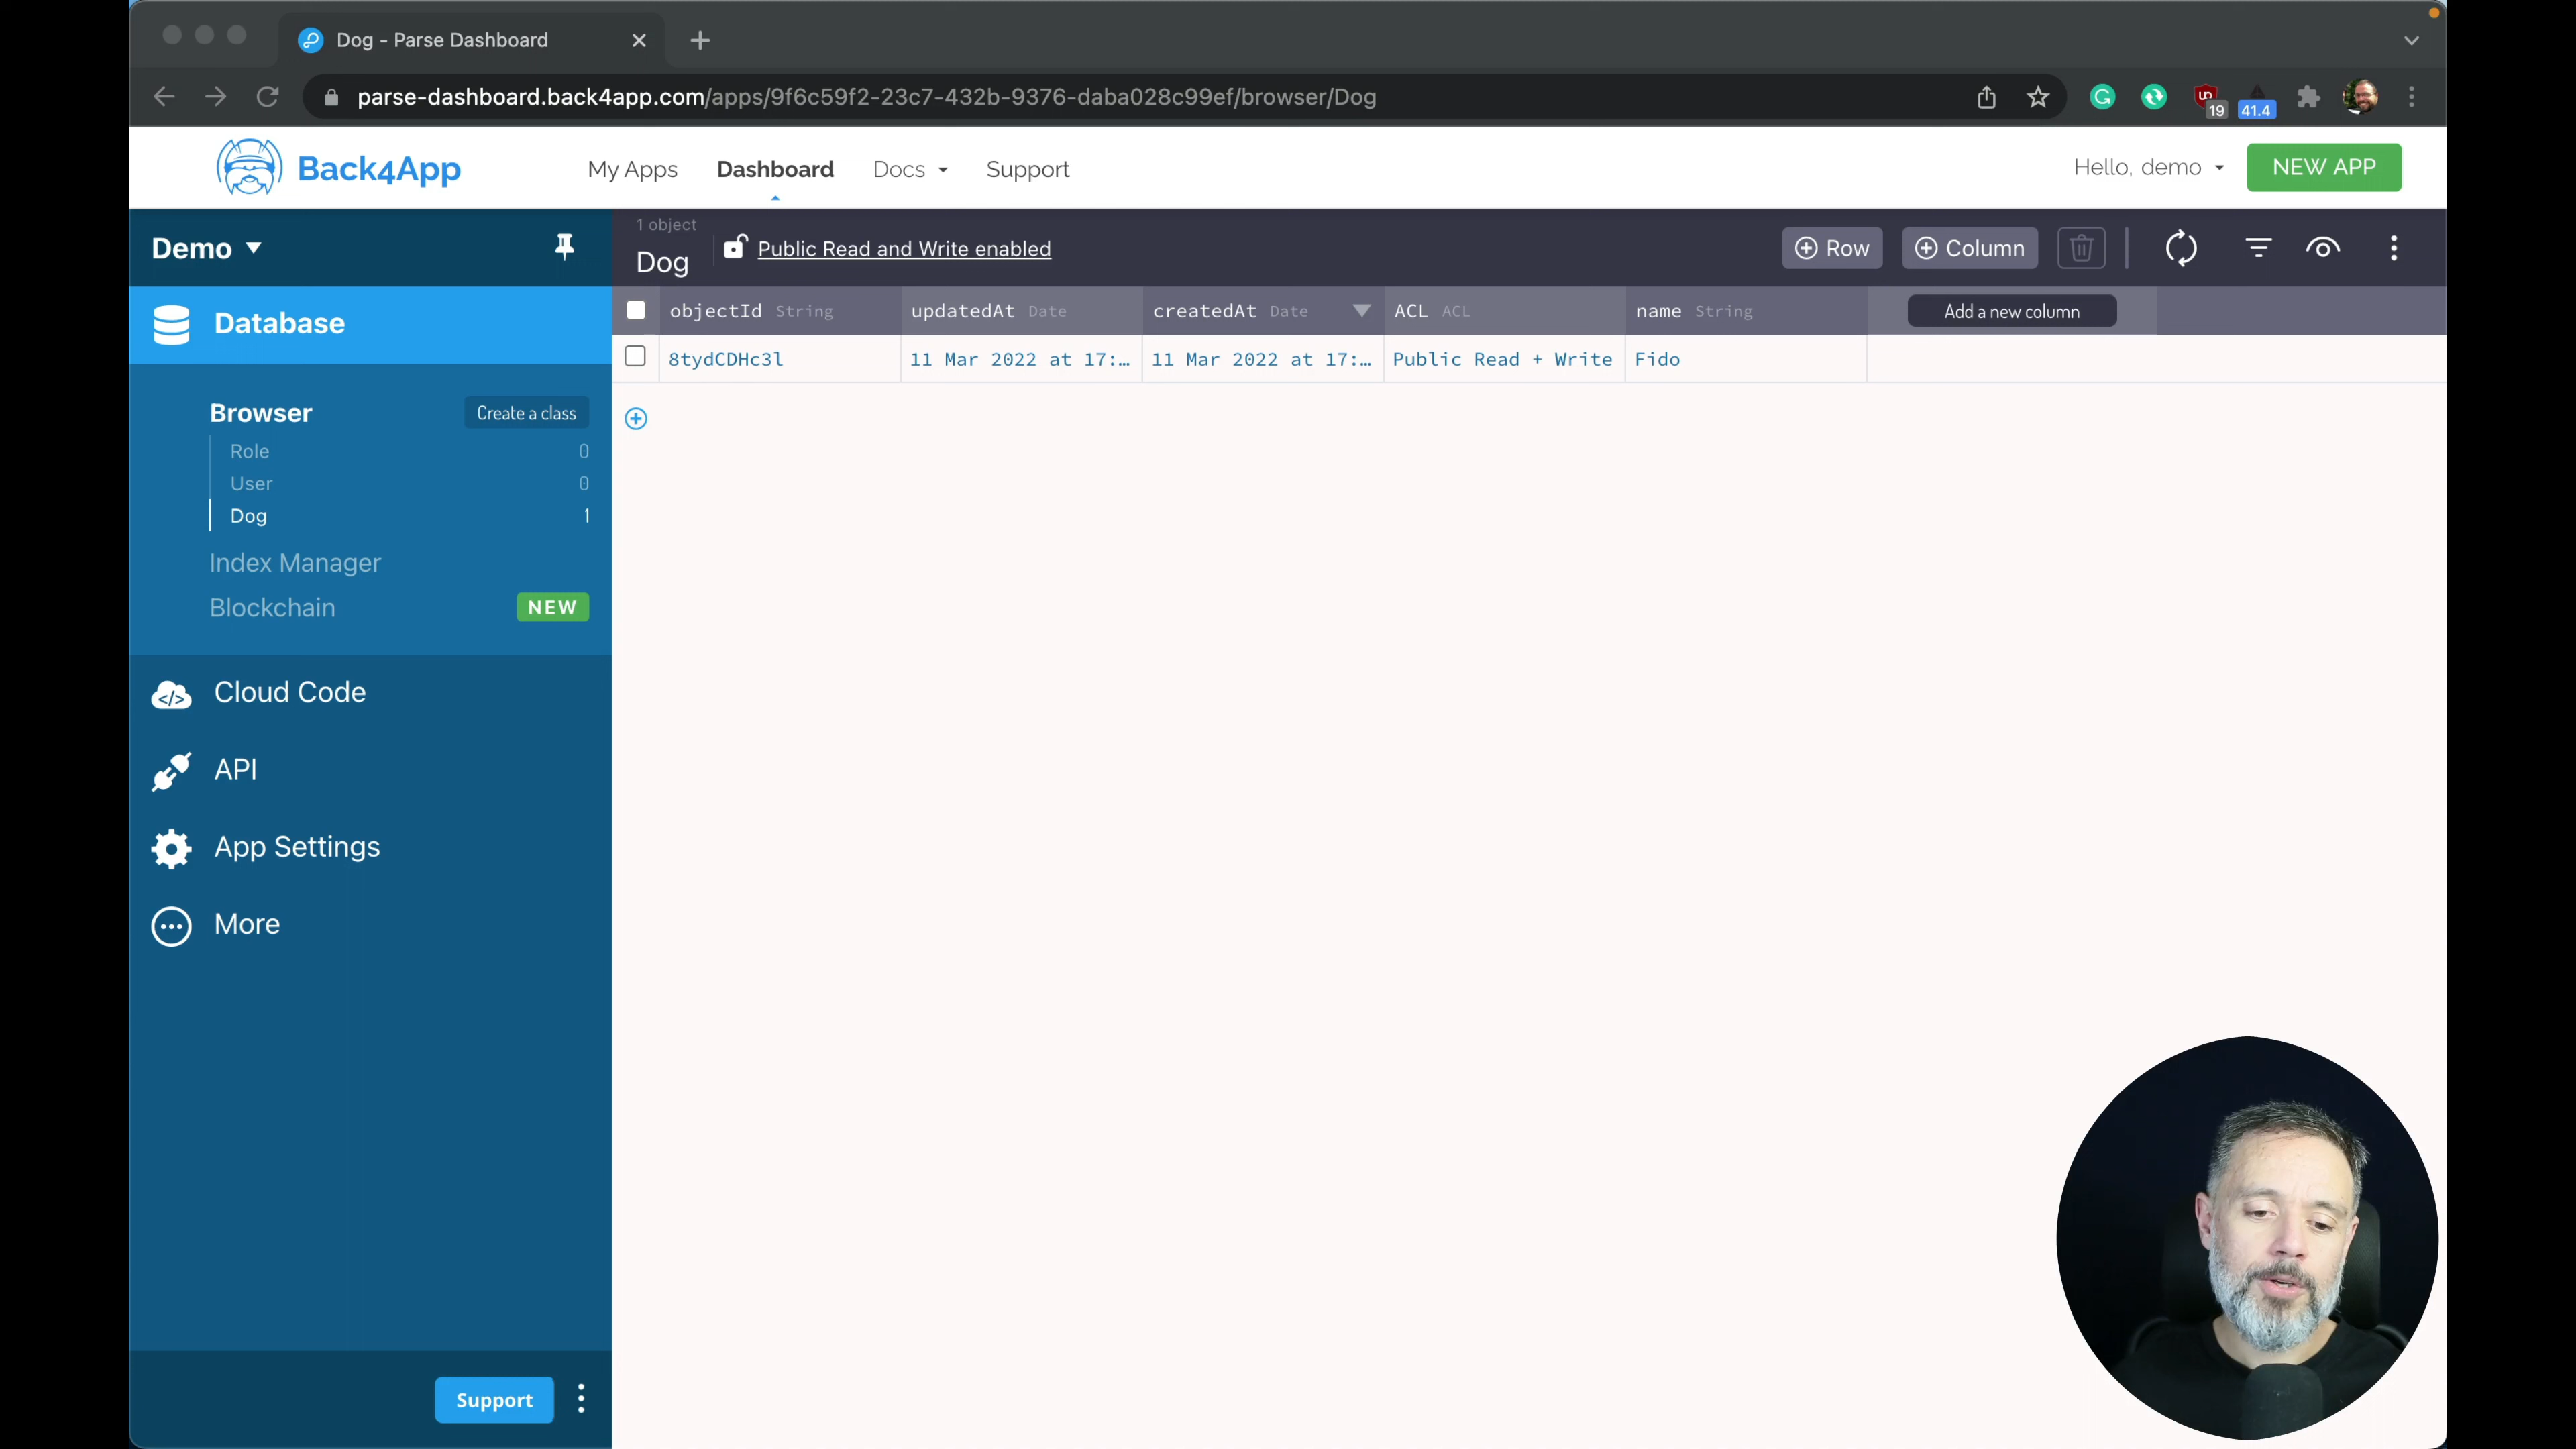 Dog - Parse Dashboard
parse-dashboard.back4app.com/apps/9f6c59f2-23c7-432b-9376-daba028c99ef/browser/Dog
19
41.4
Back4App
My Apps
Dashboard
Docs
Support
Hello, demo
NEW APP
Demo
1 object
Dog
Public Read and Write enabled
Row
Column
Database
objectId String
updatedAt Date
createdAt Date
ACL ACL
name String
Add a new column
8tydCDHc3l
11 Mar 2022 at 17:…
11 Mar 2022 at 17:…
Public Read + Write
Fido
Browser
Create a class
Role 0
User 0
Dog 1
Index Manager
Blockchain
NEW
Cloud Code
API
App Settings
More
Support